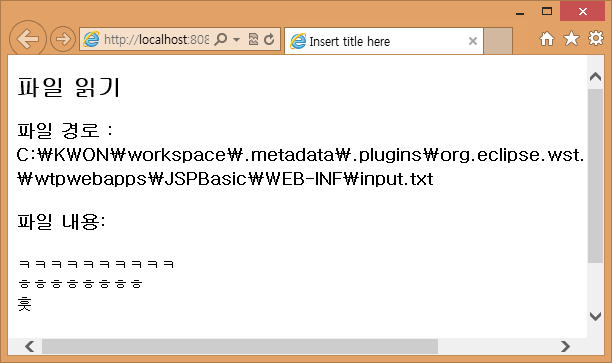 http://localhost:808
Insert title here
파일 읽기
파일 경로 :
C:₩KWON₩workspace₩.metadata₩.plugins₩org.eclipse.wst.
₩wtpwebapps₩JSPBasic₩WEB-INF₩input.txt
파일 내용:
ㅋㅋㅋㅋㅋㅋㅋㅋㅋㅋ
ㅎㅎㅎㅎㅎㅎㅎㅎ
훗